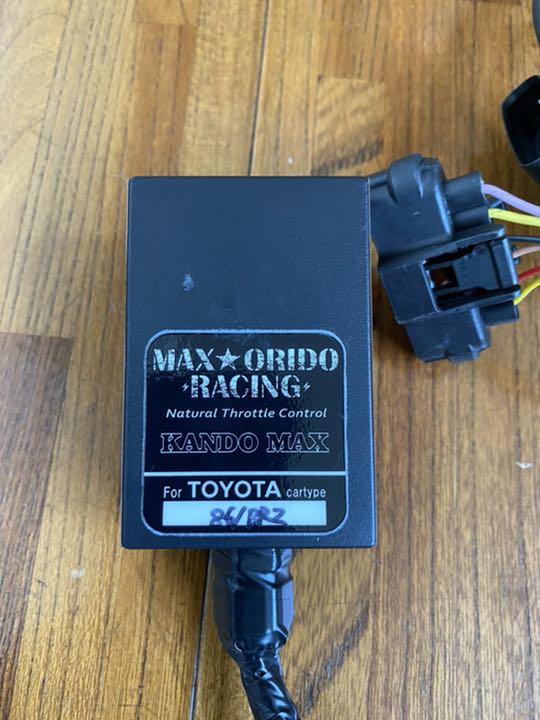 MAX★ORIDO
RACING
Natural Throttle Control
KANDO MAX
For TOYOTA cartype
86/BRZ